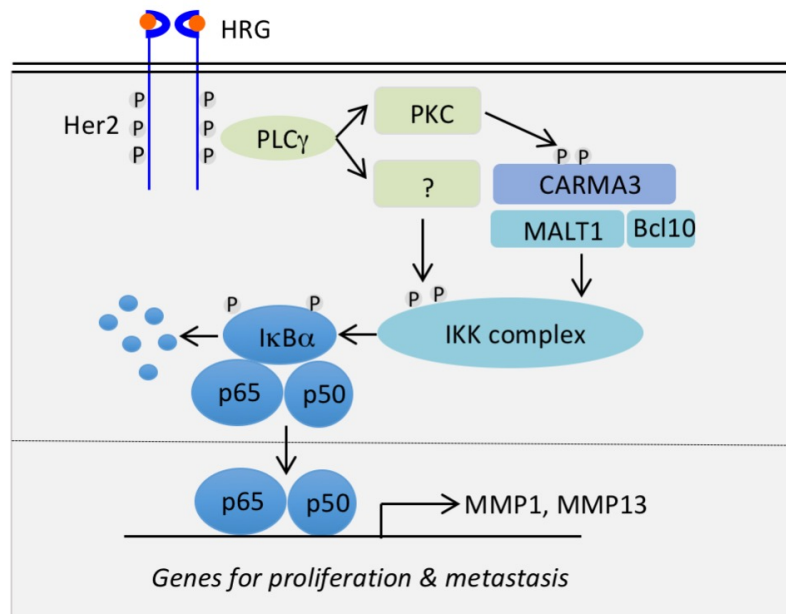 HRG
Her2
P
P
P
P
P
P
PLCγ
PKC
?
P P
CARMA3
MALT1
Bcl10
P P
IKK complex
P
P
IκBα
p65
p50
p65
p50
MMP1, MMP13
Genes for proliferation & metastasis